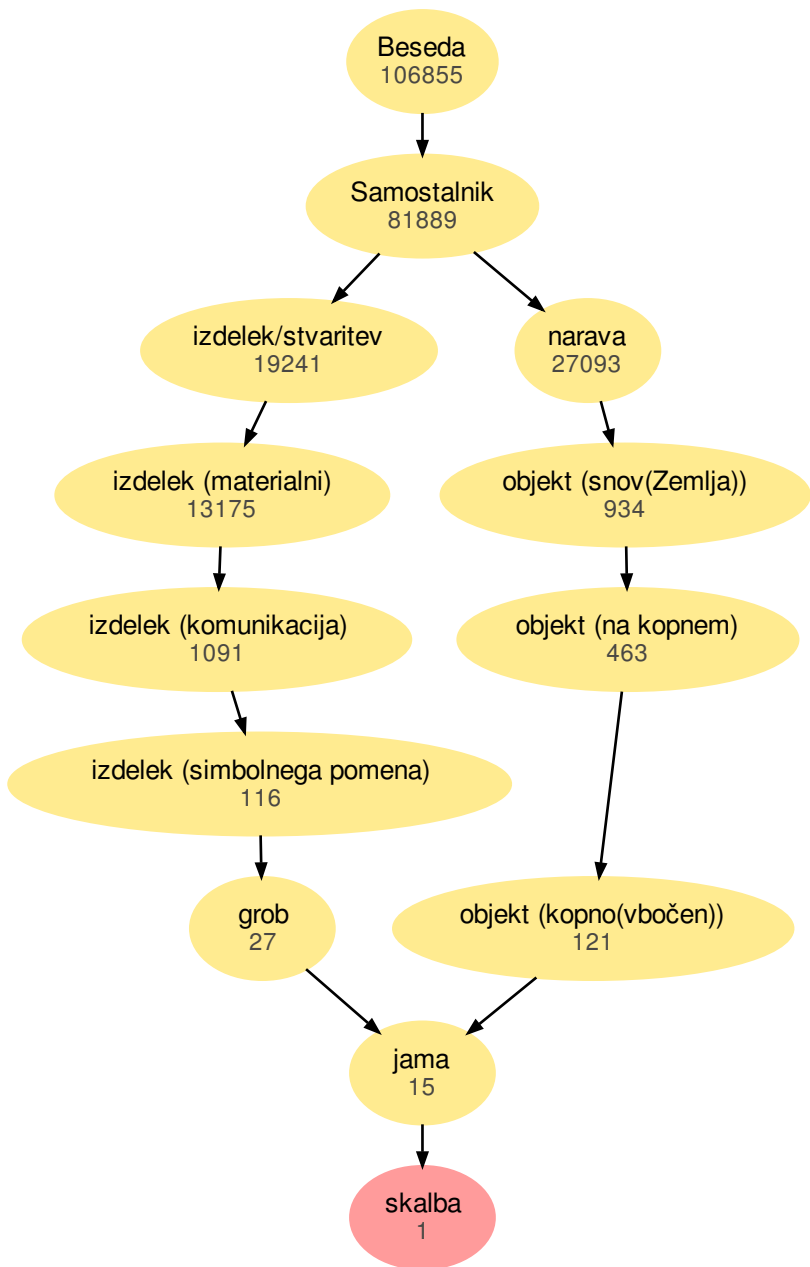 Beseda
106855
Samostalnik
81889
izdelek/stvaritev
19241
narava
27093
izdelek (materialni)
13175
objekt (snov(Zemlja))
934
izdelek (komunikacija)
1091
objekt (na kopnem)
463
izdelek (simbolnega pomena)
116
grob
27
objekt (kopno(vbočen))
121
jama
15
skalba
1